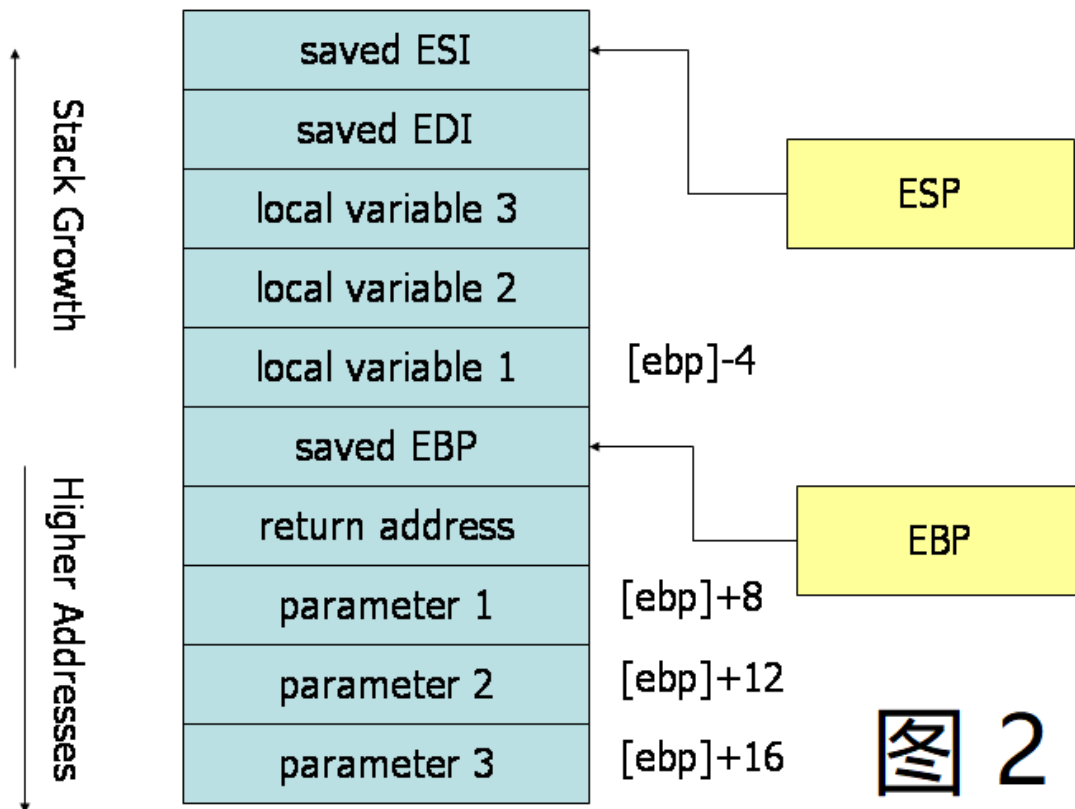 saved ESI
saved EDI
local variable 3
local variable 2
local variable 1
saved EBP
return address
parameter 1
parameter 2
parameter 3
Stack Growth
Higher Addresses
[ebp]-4
[ebp]+8
[ebp]+12
[ebp]+16
ESP
EBP
图 2